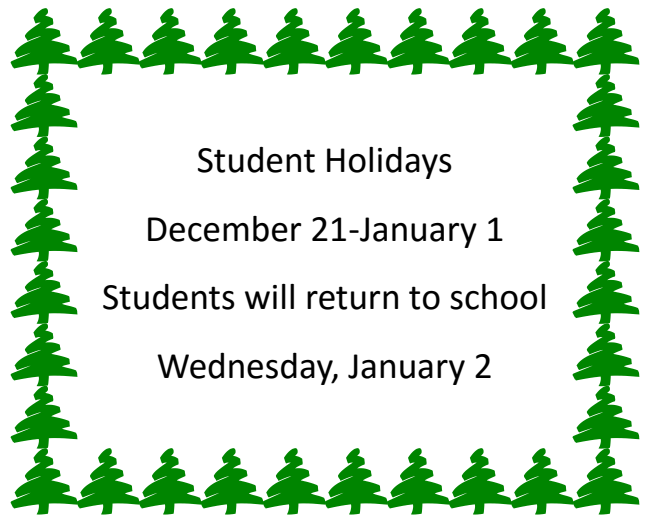 Student Holidays
December 21-January 1
Students will return to school
Wednesday, January 2